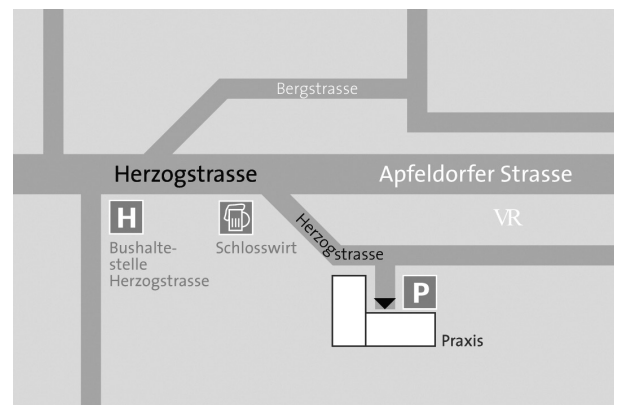 Bergstrasse
Herzogstrasse
Apfeldorfer Strasse
H
Bushalte-
stelle
Herzogstrasse
Schlosswirt
Herzogstrasse
VR
P
Praxis